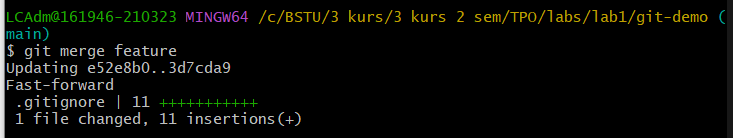 LCAdm@161946-210323 MINGW64 /c/BSTU/3 kurs/3 kurs 2 sem/TPO/labs/lab1/git-demo (
main)
$ git merge feature
Updating e52e8b0..3d7cda9
Fast-forward
 .gitignore | 11 +++++++++++
 1 file changed, 11 insertions(+)